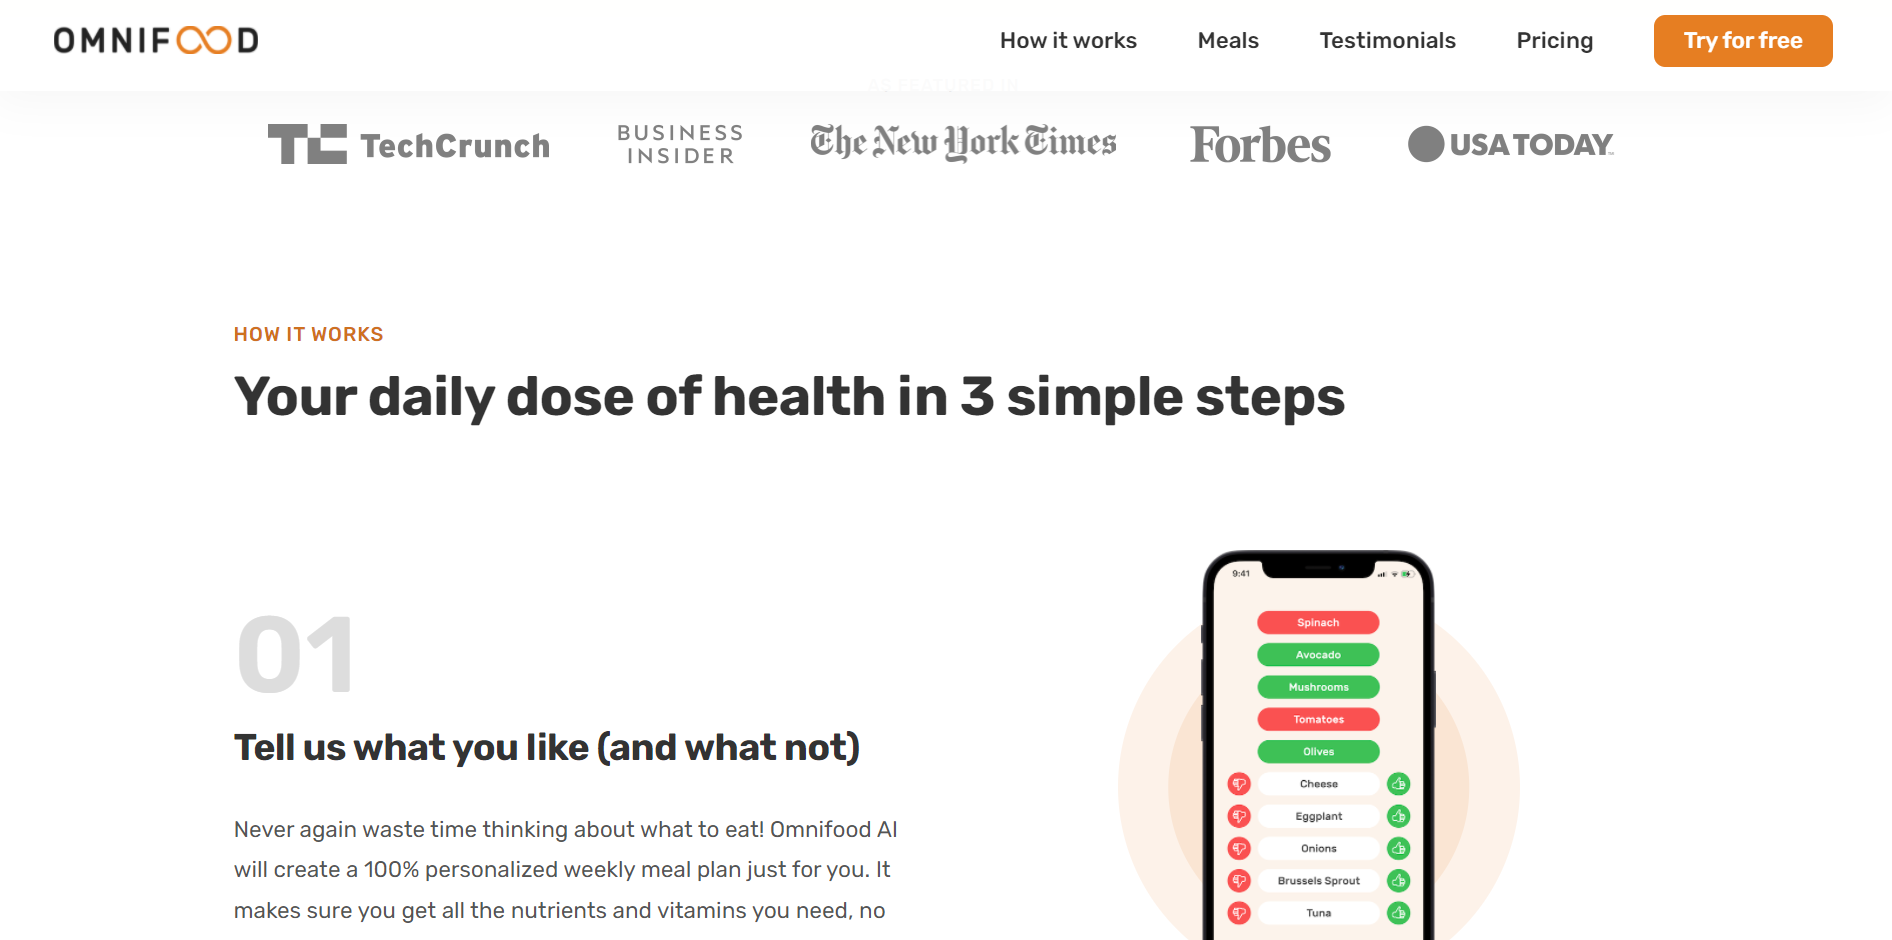 OMNIFOOD
How it works
Meals
Testimonials
Pricing
Try for free
AS FEATURED IN
TechCrunch
BUSINESS
INSIDER
The New York Times
Forbes
USA TODAY
HOW IT WORKS
Your daily dose of health in 3 simple steps
01
Tell us what you like (and what not)
Never again waste time thinking about what to eat! Omnifood AI
will create a 100% personalized weekly meal plan just for you. It
makes sure you get all the nutrients and vitamins you need, no
9:41
Spinach
Avocado
Mushrooms
Tomatoes
Olives
Cheese
Eggplant
Onions
Brussels Sprout
Tuna